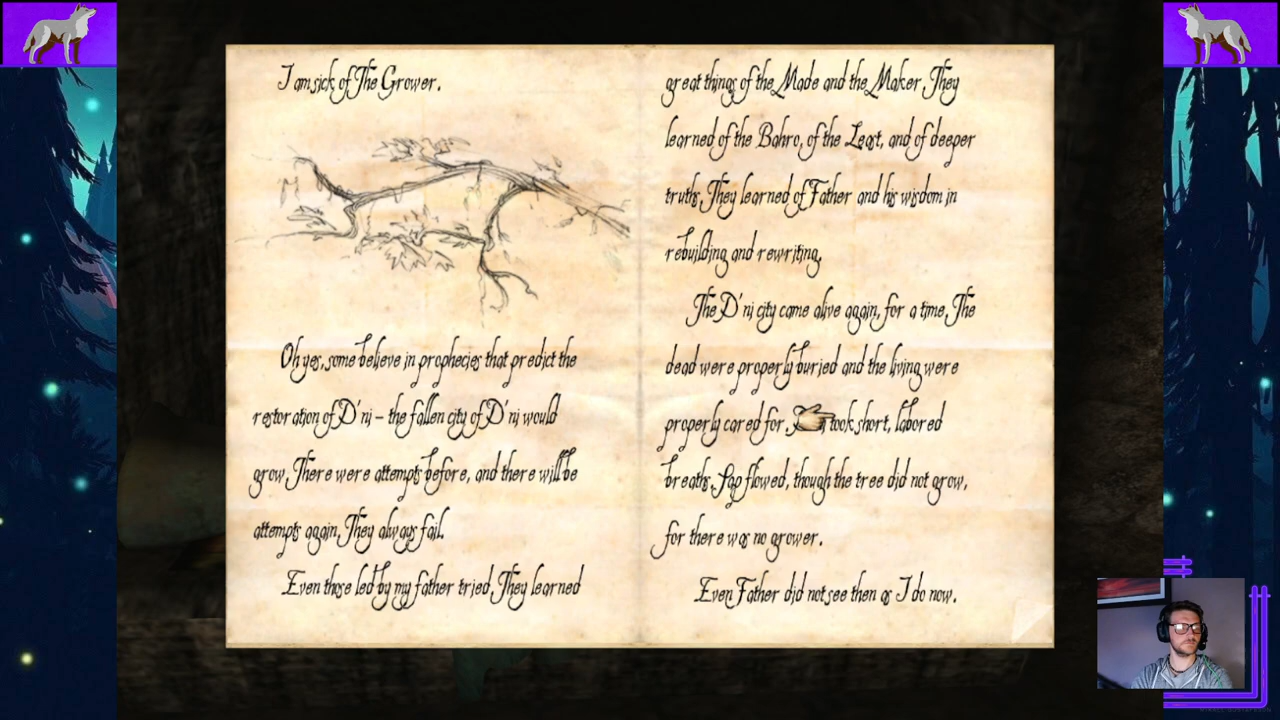 I am sick of The Grower.
Oh yes, some believe in prophecies that predict the
restoration of D'ni – the fallen city of D'ni would
grow. There were attempts before, and there will be
attempts again. They always fail.
Even those led by my father tried. They learned
great things of the Made and the Maker. They
learned of the Bahro, of the Least, and of deeper
truths. They learned of Father and his wisdom in
rebuilding and rewriting.
The D'ni city came alive again, for a time. The
dead were properly buried and the living were
properly cared for. took short, labored
breaths. Sap flowed, though the tree did not grow,
for there was no grower.
Even Father did not see then as I do now.